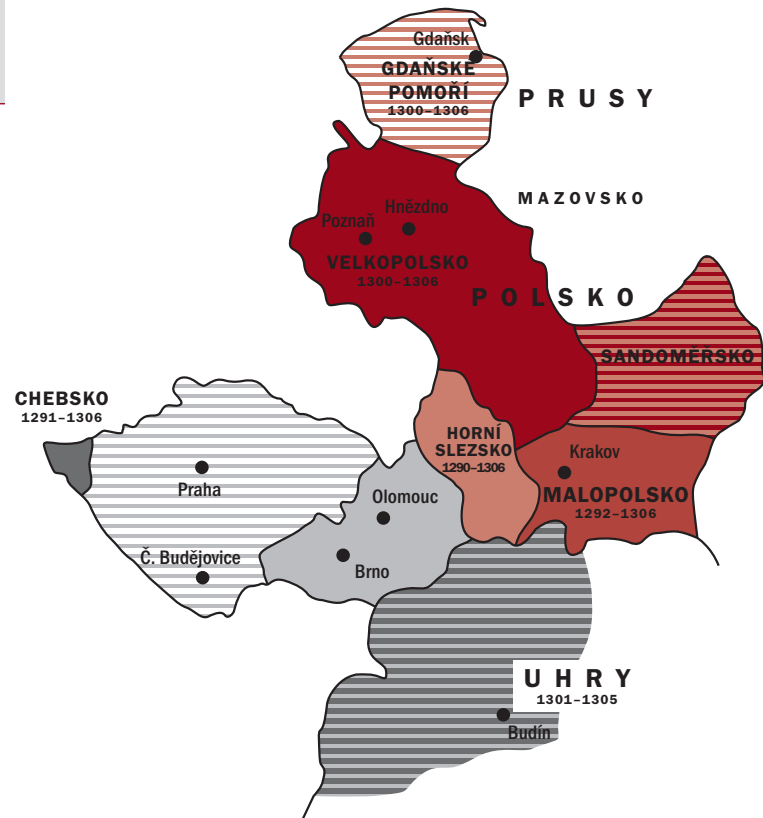 Gdaňsk
GDAŇSKÉ
POMOŘÍ
1300–1306
PRUSY
MAZOVSKO
Hnězdno
Poznaň
VELKOPOLSKO
1300–1306
POLSKO
SANDOMĚŘSKO
CHEBSKO
1291–1306
HORNÍ
SLEZSKO
1290–1306
Krakov
MALOPOLSKO
1292–1306
Praha
Olomouc
Č. Budějovice
Brno
UHRY
1301–1305
Budín